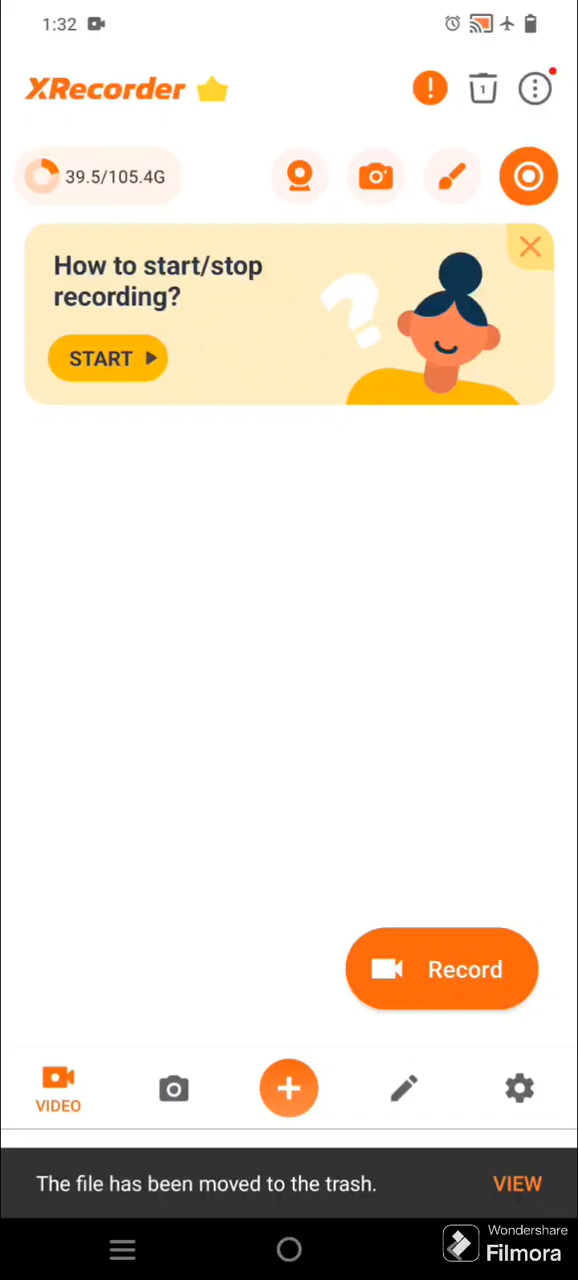 1:32
XRecorder
1
39.5/105.4G
How to start/stop
recording?
START
Record
VIDEO
The file has been moved to the trash.
VIEW
Wondershare
Filmora